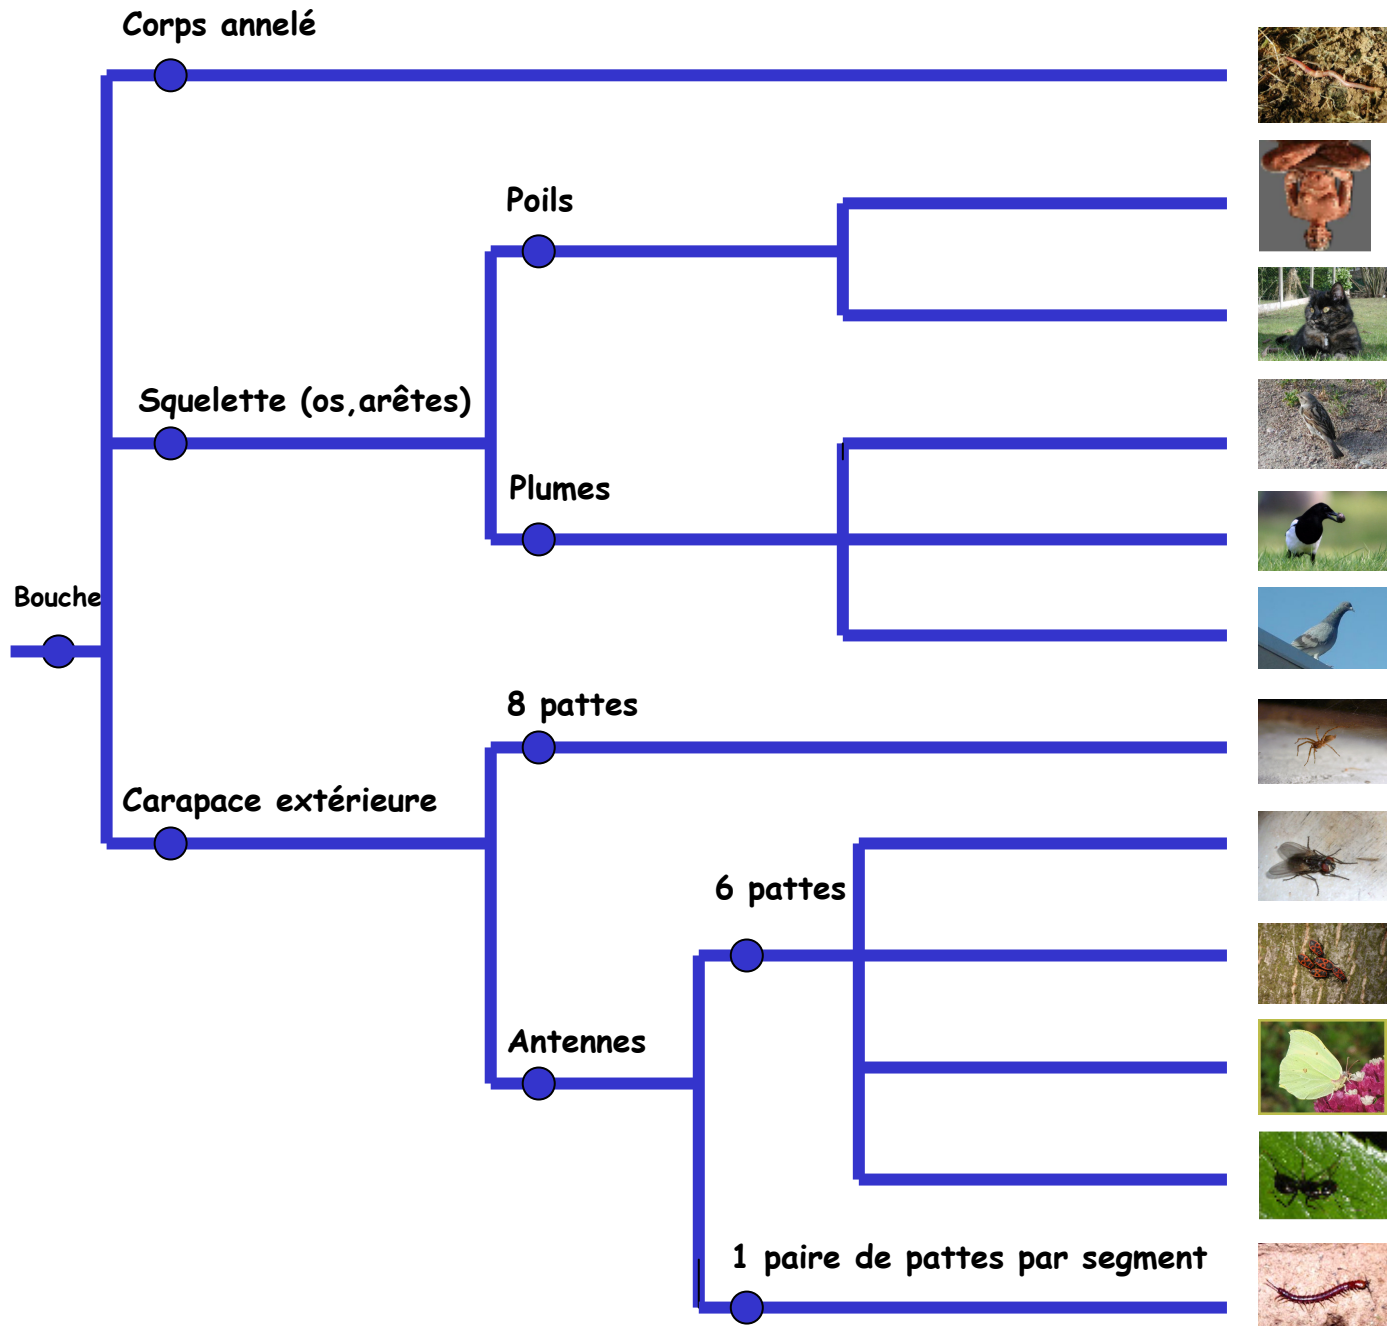 Corps annelé
Poils
Squelette (os,arêtes)
Plumes
Bouche
8 pattes
Carapace extérieure
6 pattes
Antennes
1 paire de pattes par segment